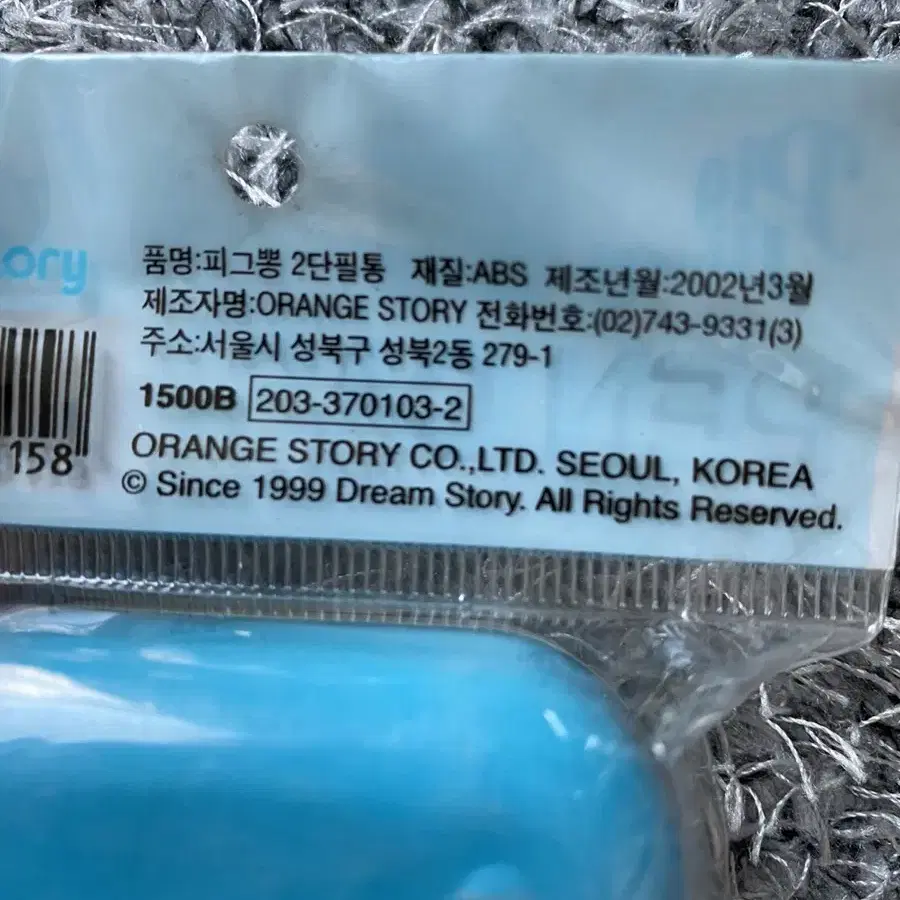 ory
품명:피그뽕 2단필통 재질:ABS 제조년월:2002년3월
제조자명:ORANGE STORY 전화번호:(02)743-9331(3)
주소:서울시 성북구 성북2동 279-1
1500B 203-370103-2
158
ORANGE STORY CO.,LTD. SEOUL, KOREA
© Since 1999 Dream Story. All Rights Reserved.